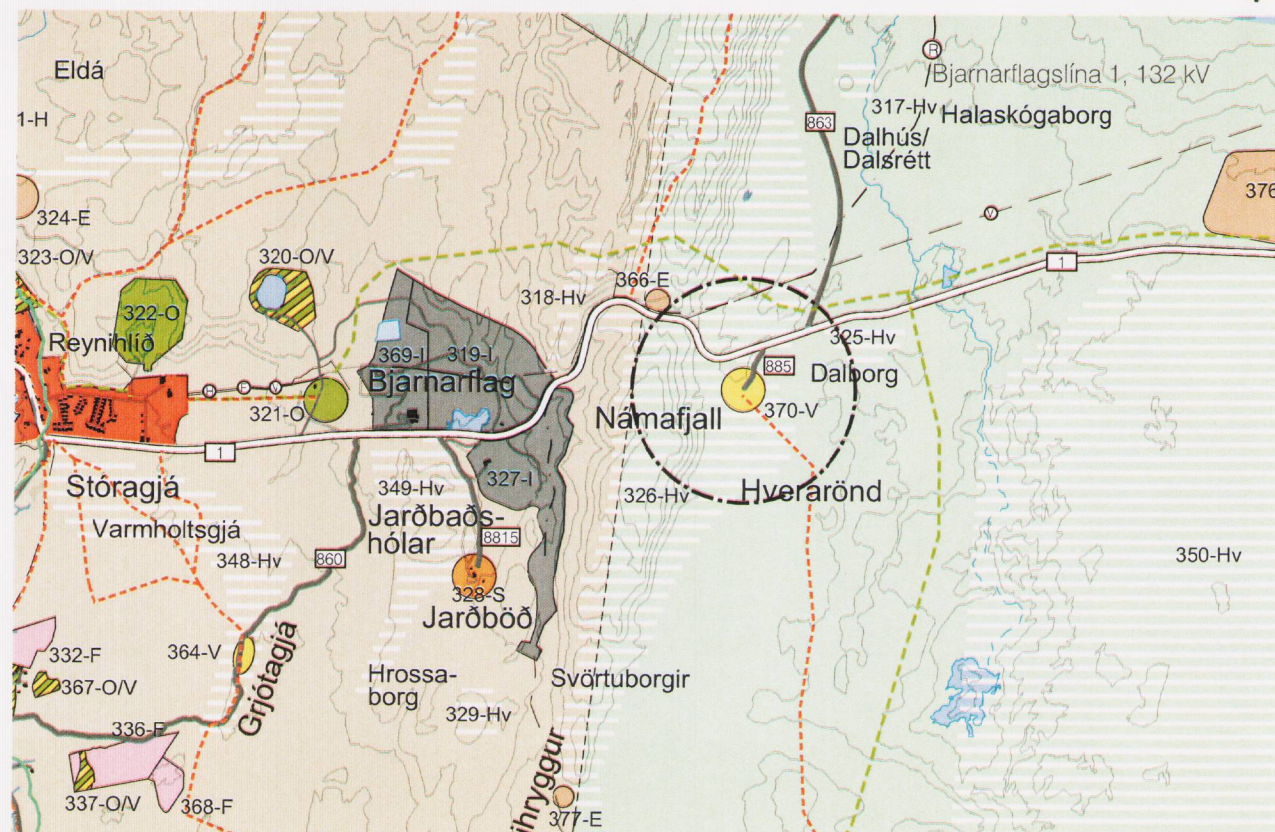 Eldá
1-H
324-E
323-O/V
320-O/V
322-O
Reynihlíð
321-O
H
E
V
1
R
Bjarnarflagslína 1, 132 kV
317-Hv
Halaskógaborg
863
Dalhús/
Dalsrétt
V
376
1
318-Hv
366-E
369-I
319-I
Bjarnarflag
325-Hv
885
Dalborg
370-V
Námafjall
326-Hv
Hverarönd
327-I
Stóragjá
Varmholtsgjá
349-Hv
Jarðbaðs-
hólar
8815
348-Hv
860
328-S
Jarðböð
350-Hv
332-F
364-V
367-O/V
Grjótagjá
Hrossa-
borg
329-Hv
Svörtuborgir
336-F
337-O/V
368-F
ihryggur
377-E